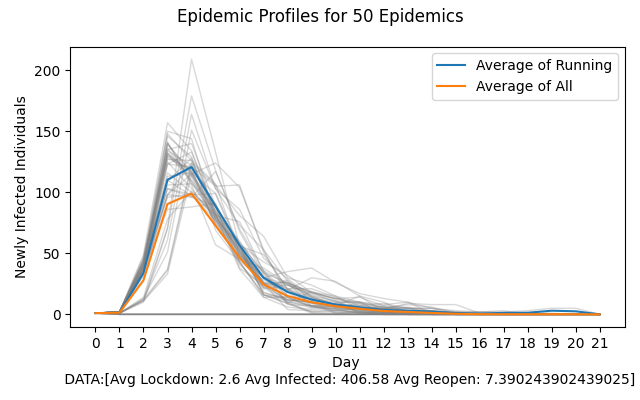 Epidemic Profiles for 50 Epidemics
Average of Running
Average of All
Newly Infected Individuals
200
150
100
50
0
0 1 2 3 4 5 6 7 8 9 10 11 12 13 14 15 16 17 18 19 20 21
Day
DATA:[Avg Lockdown: 2.6 Avg Infected: 406.58 Avg Reopen: 7.390243902439025]